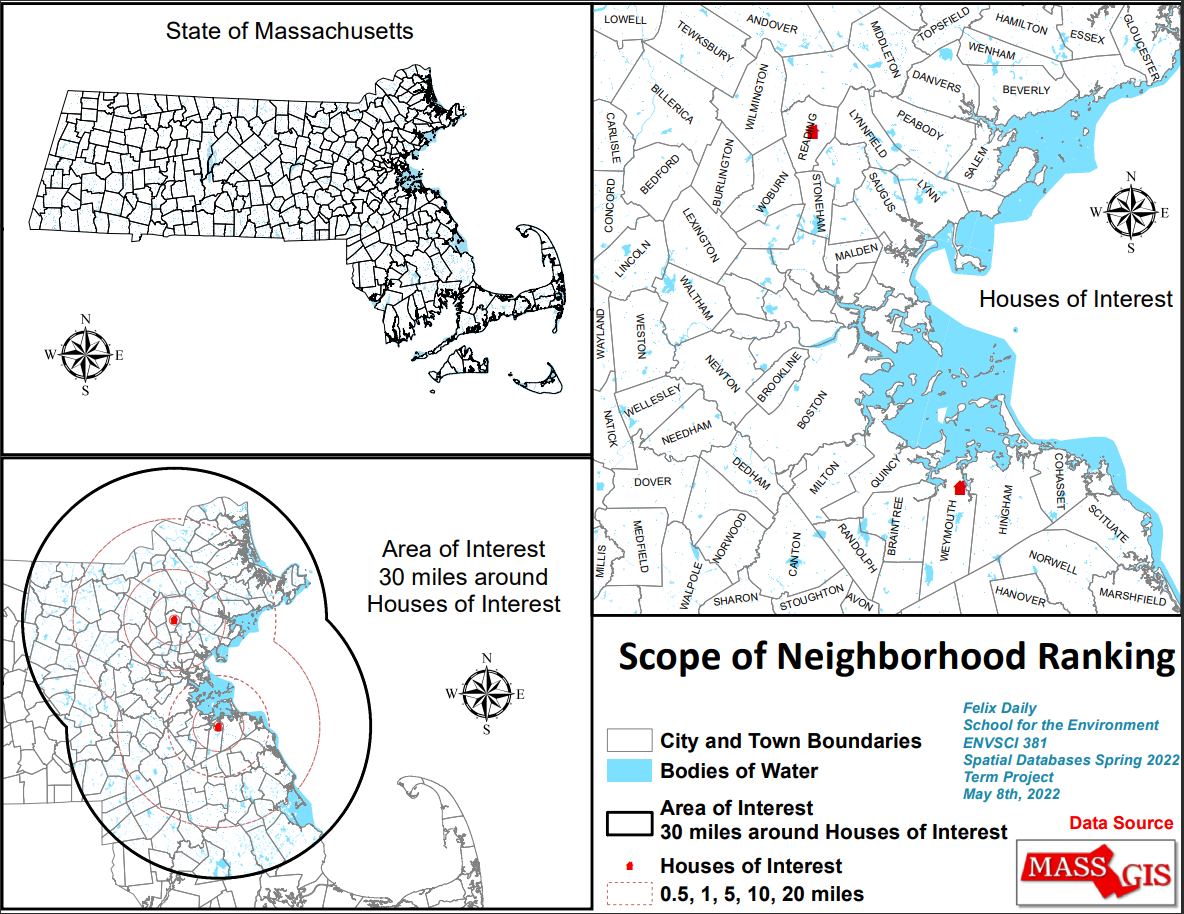 State of Massachusetts
N
W
E
S
LOWELL
TEWKSBURY
ANDOVER
MIDDLETON
TOPSFIELD
HAMILTON
ESSEX
GLOUCESTER
WENHAM
DANVERS
BEVERLY
BILLERICA
WILMINGTON
CARLISLE
READING
LYNNFIELD
PEABODY
SALEM
BEDFORD
BURLINGTON
WOBURN
STONEHAM
SAUGUS
LYNN
CONCORD
LEXINGTON
LINCOLN
MALDEN
N
W
E
S
Houses of Interest
WALTHAM
WAYLAND
WESTON
NEWTON
BROOKLINE
BOSTON
WELLESLEY
NATICK
NEEDHAM
DOVER
DEDHAM
MILTON
QUINCY
COHASSET
HINGHAM
SCITUATE
MEDFIELD
NORWOOD
CANTON
RANDOLPH
BRAINTREE
WEYMOUTH
NORWELL
MILLIS
WALPOLE
SHARON
STOUGHTON
AVON
HANOVER
MARSHFIELD
Area of Interest
30 miles around
Houses of Interest
N
W
E
S
Scope of Neighborhood Ranking
City and Town Boundaries
Bodies of Water
Area of Interest
30 miles around Houses of Interest
Houses of Interest
0.5, 1, 5, 10, 20 miles
Felix Daily
School for the Environment
ENVSCI 381
Spatial Databases Spring 2022
Term Project
May 8th, 2022
Data Source
MASS GIS